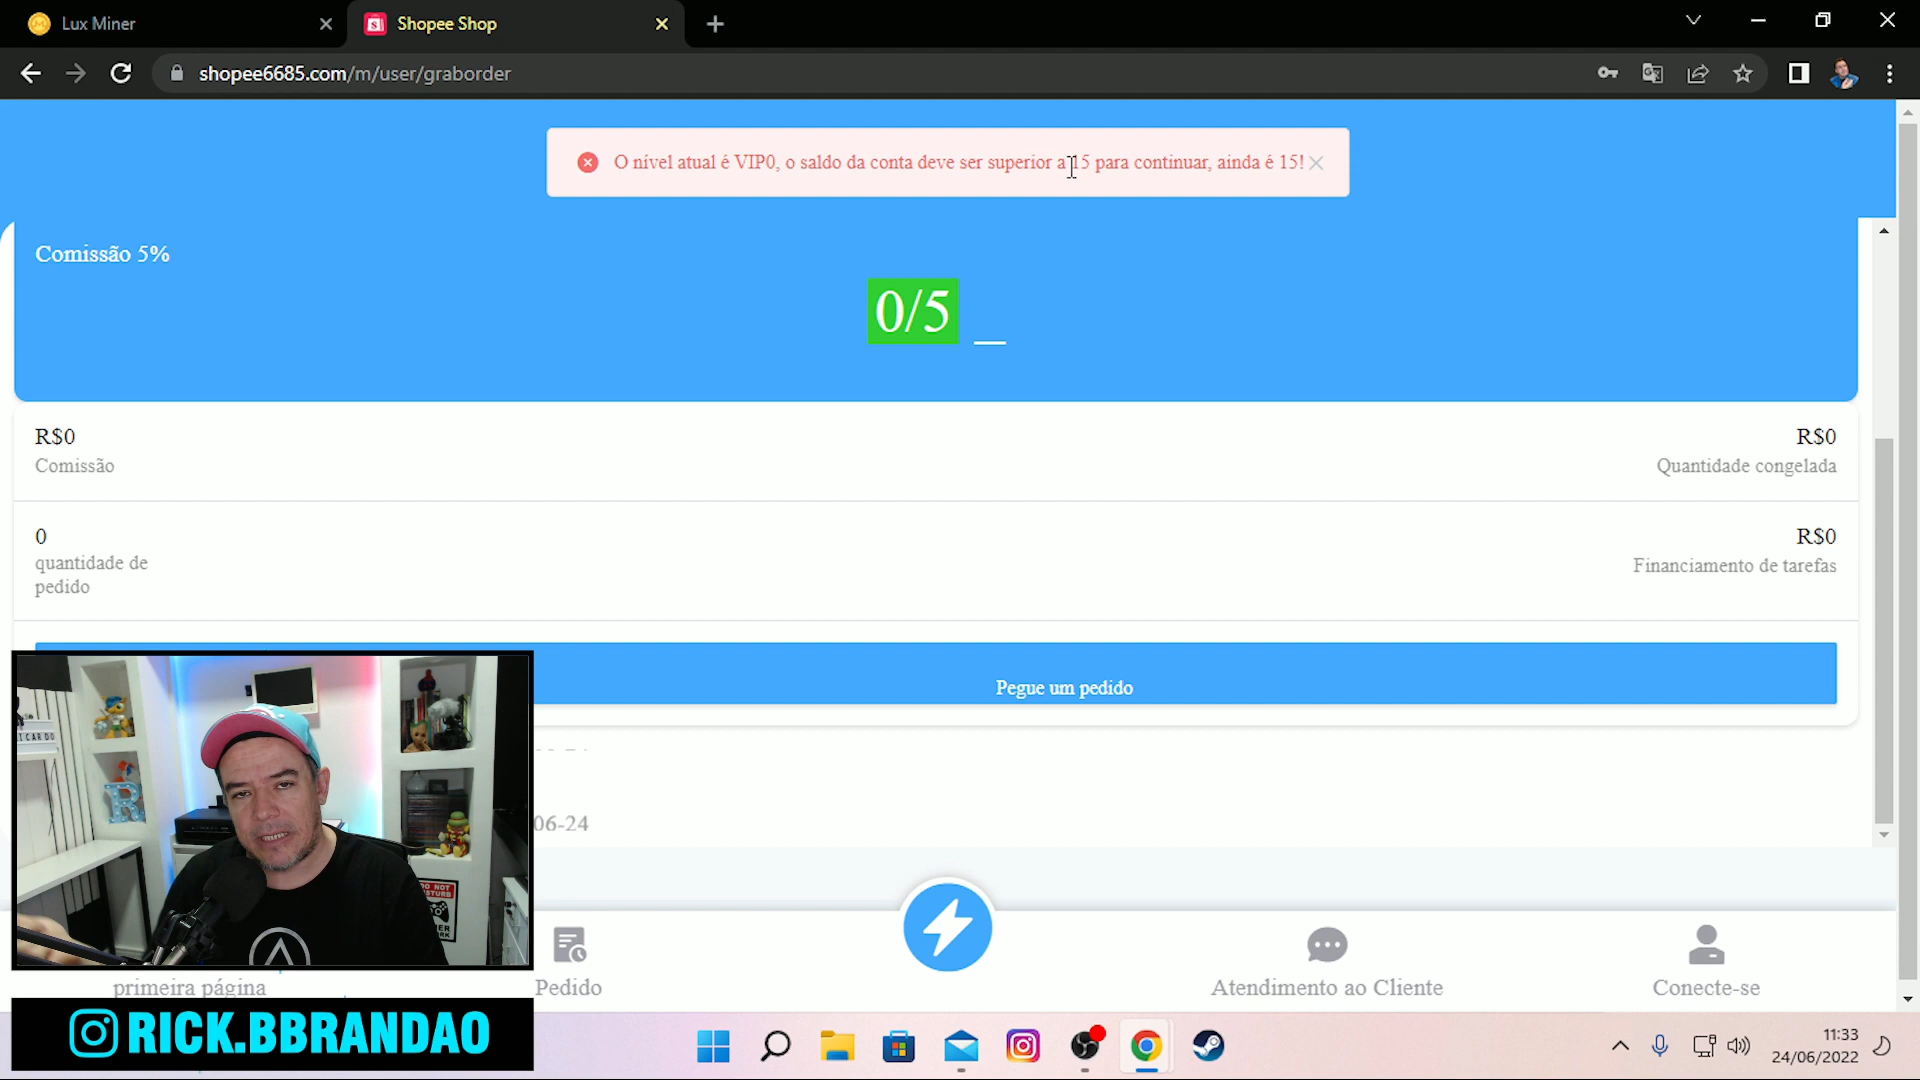 Lux Miner
Shopee Shop
shopee6685.com/m/user/graborder
O nível atual é VIP0, o saldo da conta deve ser superior a 15 para continuar, ainda é 15!
Comissão 5%
0/5
R$0
Comissão
R$0
Quantidade congelada
0
quantidade de
pedido
R$0
Financiamento de tarefas
Pegue um pedido
06-24
ICARDO
R
DO NOT
primeira página
Pedido
Atendimento ao Cliente
Conecte-se
RICK.BBRANDAO
11:33
24/06/2022